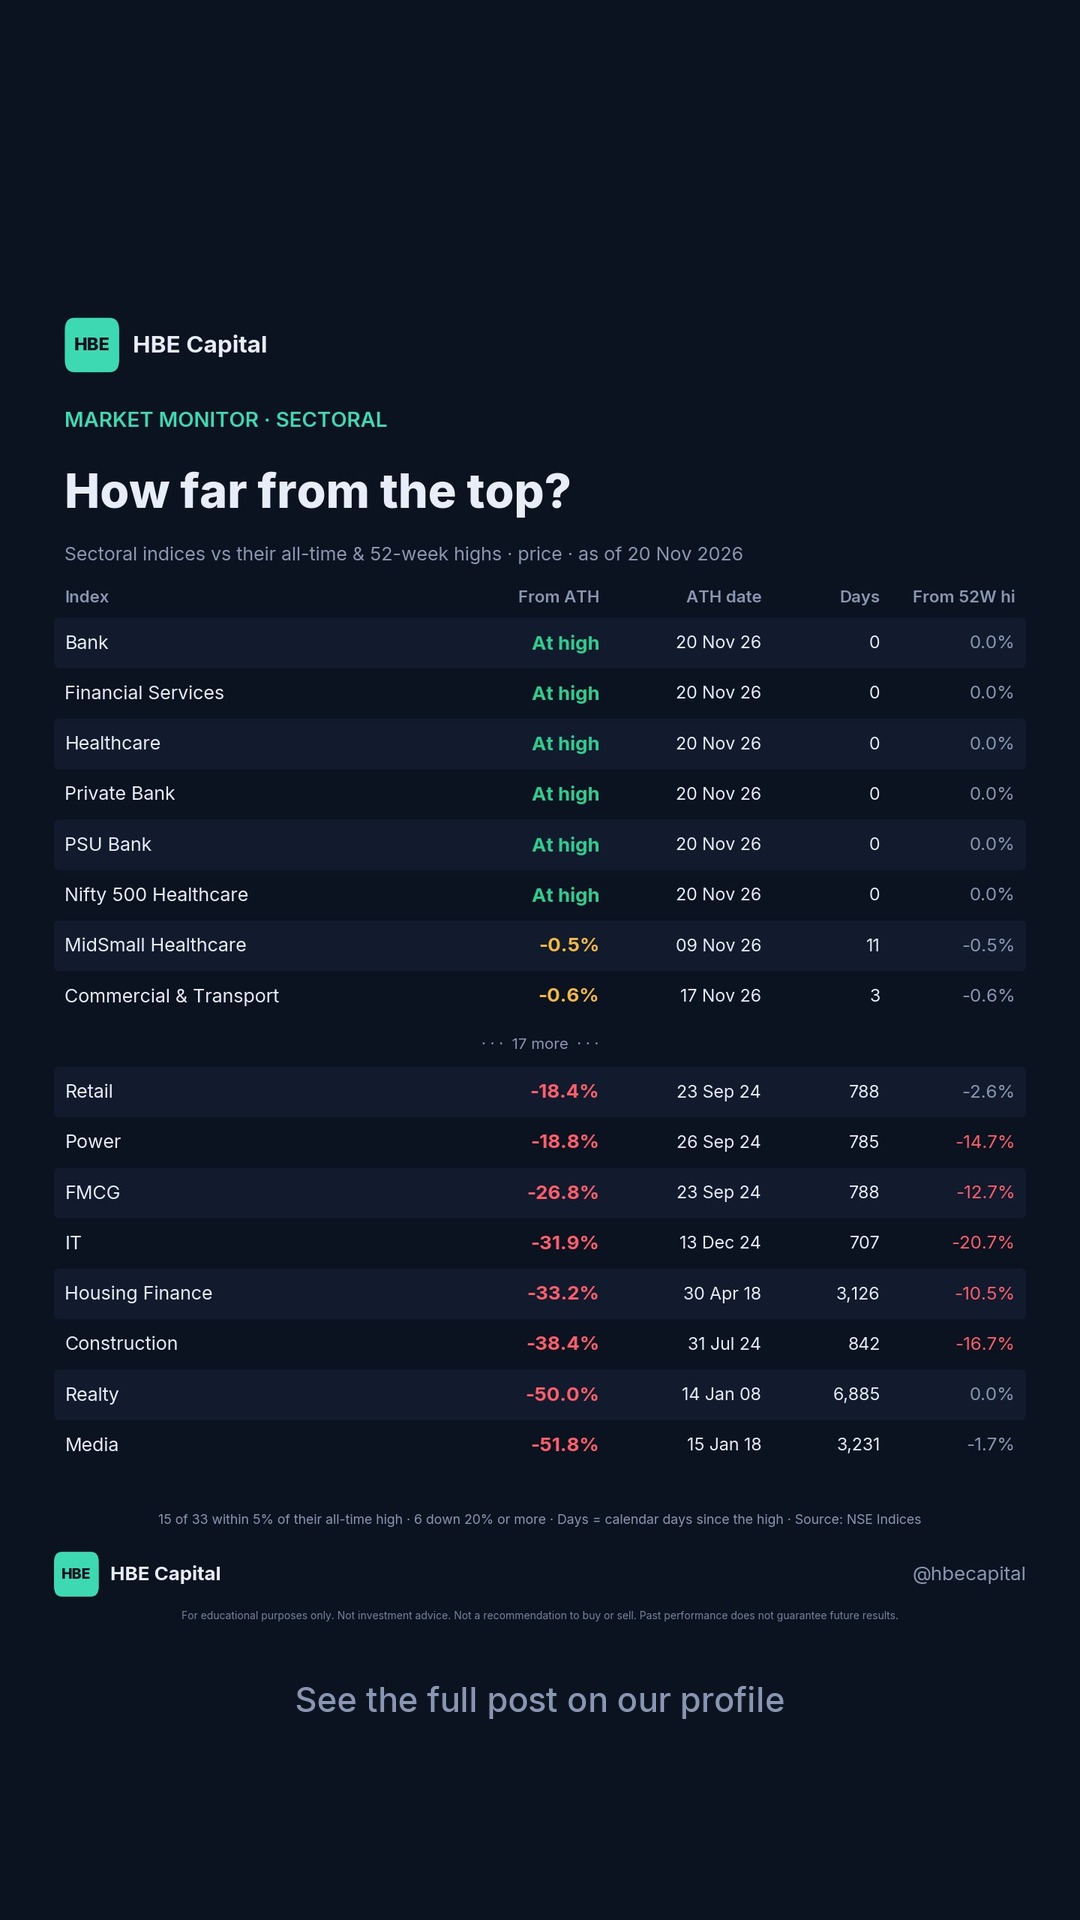 HBE HBE Capital
MARKET MONITOR · SECTORAL
How far from the top?
Sectoral indices vs their all-time & 52-week highs · price · as of 20 Nov 2026
Index From ATH ATH date Days From 52W hi
Bank At high 20 Nov 26 0 0.0%
Financial Services At high 20 Nov 26 0 0.0%
Healthcare At high 20 Nov 26 0 0.0%
Private Bank At high 20 Nov 26 0 0.0%
PSU Bank At high 20 Nov 26 0 0.0%
Nifty 500 Healthcare At high 20 Nov 26 0 0.0%
MidSmall Healthcare -0.5% 09 Nov 26 11 -0.5%
Commercial & Transport -0.6% 17 Nov 26 3 -0.6%
· · · 17 more · · ·
Retail -18.4% 23 Sep 24 788 -2.6%
Power -18.8% 26 Sep 24 785 -14.7%
FMCG -26.8% 23 Sep 24 788 -12.7%
IT -31.9% 13 Dec 24 707 -20.7%
Housing Finance -33.2% 30 Apr 18 3,126 -10.5%
Construction -38.4% 31 Jul 24 842 -16.7%
Realty -50.0% 14 Jan 08 6,885 0.0%
Media -51.8% 15 Jan 18 3,231 -1.7%
15 of 33 within 5% of their all-time high · 6 down 20% or more · Days = calendar days since the high · Source: NSE Indices
HBE HBE Capital @hbecapital
For educational purposes only. Not investment advice. Not a recommendation to buy or sell. Past performance does not guarantee future results.
See the full post on our profile